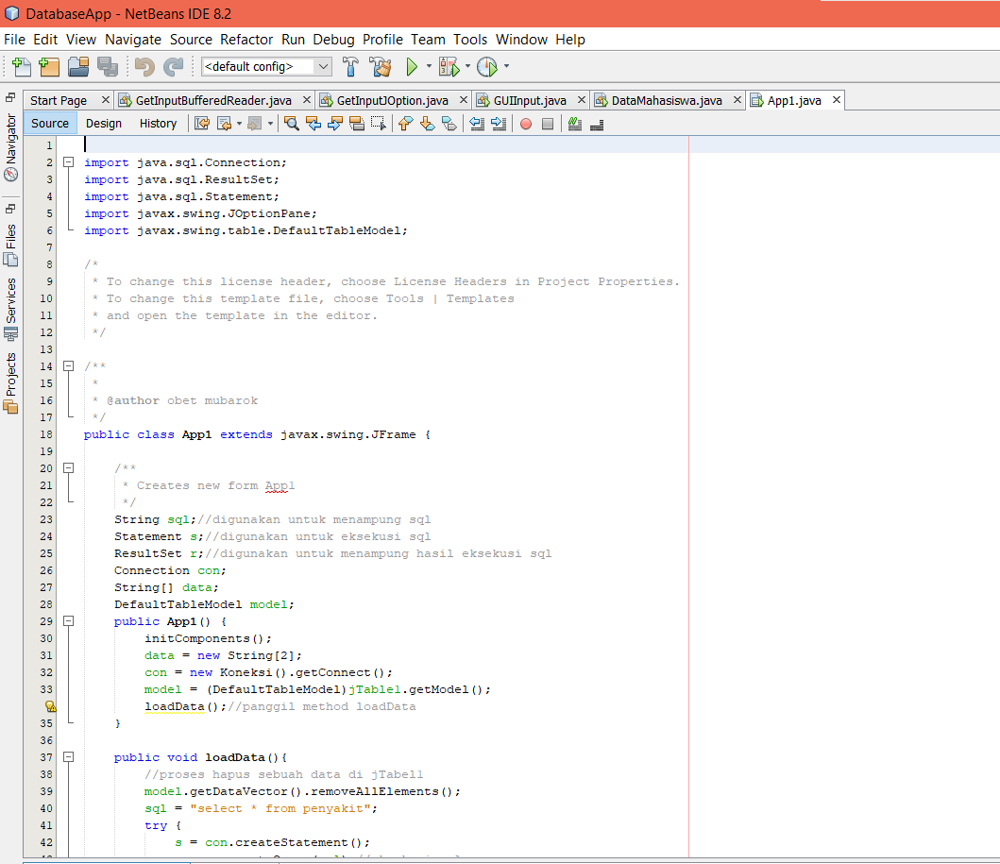 DatabaseApp - NetBeans IDE 8.2
File Edit View Navigate Source Refactor Run Debug Profile Team Tools Window Help
<default config>
Start Page GetInputBufferedReader.java GetInputJOption.java GUIInput.java DataMahasiswa.java App1.java
Source Design History
Navigator
Files
Services
Projects
1
2 import java.sql.Connection;
3 import java.sql.ResultSet;
4 import java.sql.Statement;
5 import javax.swing.JOptionPane;
6 import javax.swing.table.DefaultTableModel;
7
8 /*
9  * To change this license header, choose License Headers in Project Properties.
10  * To change this template file, choose Tools | Templates
11  * and open the template in the editor.
12  */
13
14 /**
15  *
16  * @author obet mubarok
17  */
18 public class App1 extends javax.swing.JFrame {
19
20     /**
21      * Creates new form App1
22      */
23     String sql;//digunakan untuk menampung sql
24     Statement s;//digunakan untuk eksekusi sql
25     ResultSet r;//digunakan untuk menampung hasil eksekusi sql
26     Connection con;
27     String[] data;
28     DefaultTableModel model;
29     public App1() {
30         initComponents();
31         data = new String[2];
32         con = new Koneksi().getConnect();
33         model = (DefaultTableModel)jTable1.getModel();
        loadData();//panggil method loadData
35     }
36
37     public void loadData(){
38         //proses hapus sebuah data di jTabel1
39         model.getDataVector().removeAllElements();
40         sql = "select * from penyakit";
41         try {
42             s = con.createStatement();